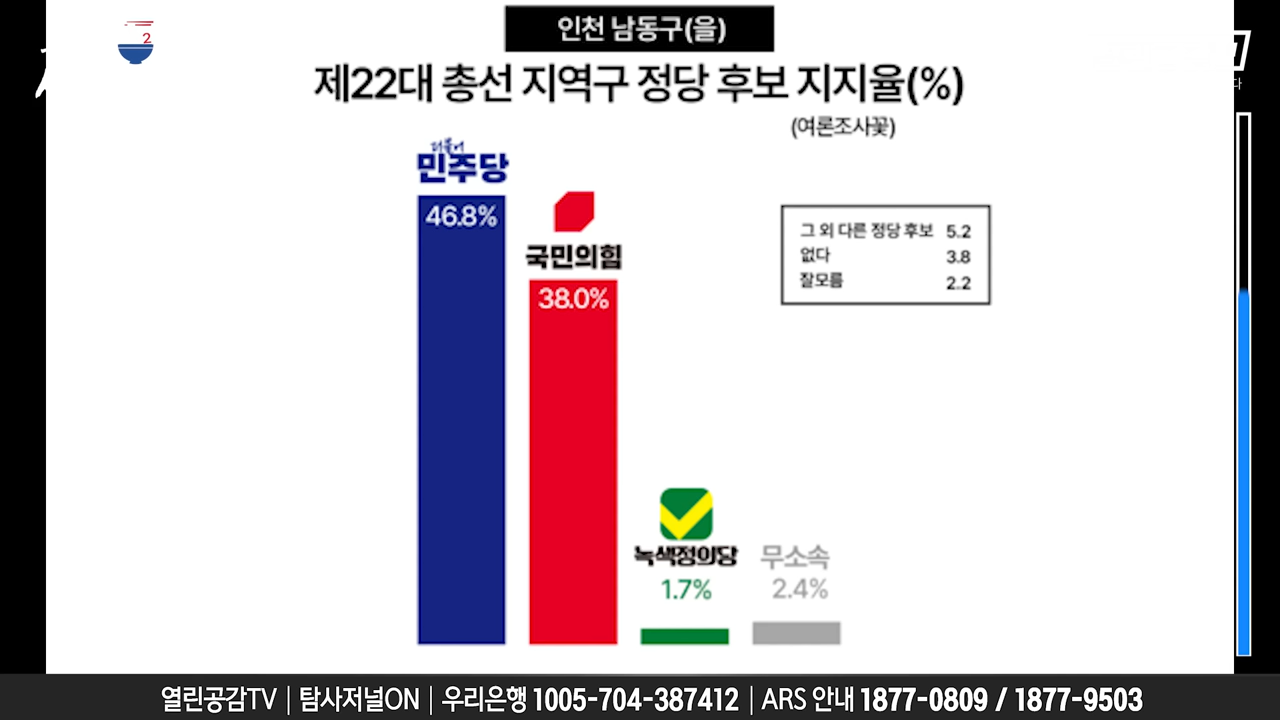 인천 남동구(을)
2
제22대 총선 지역구 정당 후보 지지율(%)
(여론조사꽃)
더불어
민주당
46.8%
국민의힘
38.0%
그 외 다른 정당 후보 5.2
없다 3.8
잘모름 2.2
녹색정의당
1.7%
무소속
2.4%
다
열린공감TV | 탐사저널ON | 우리은행 1005-704-387412 | ARS 안내 1877-0809 / 1877-9503